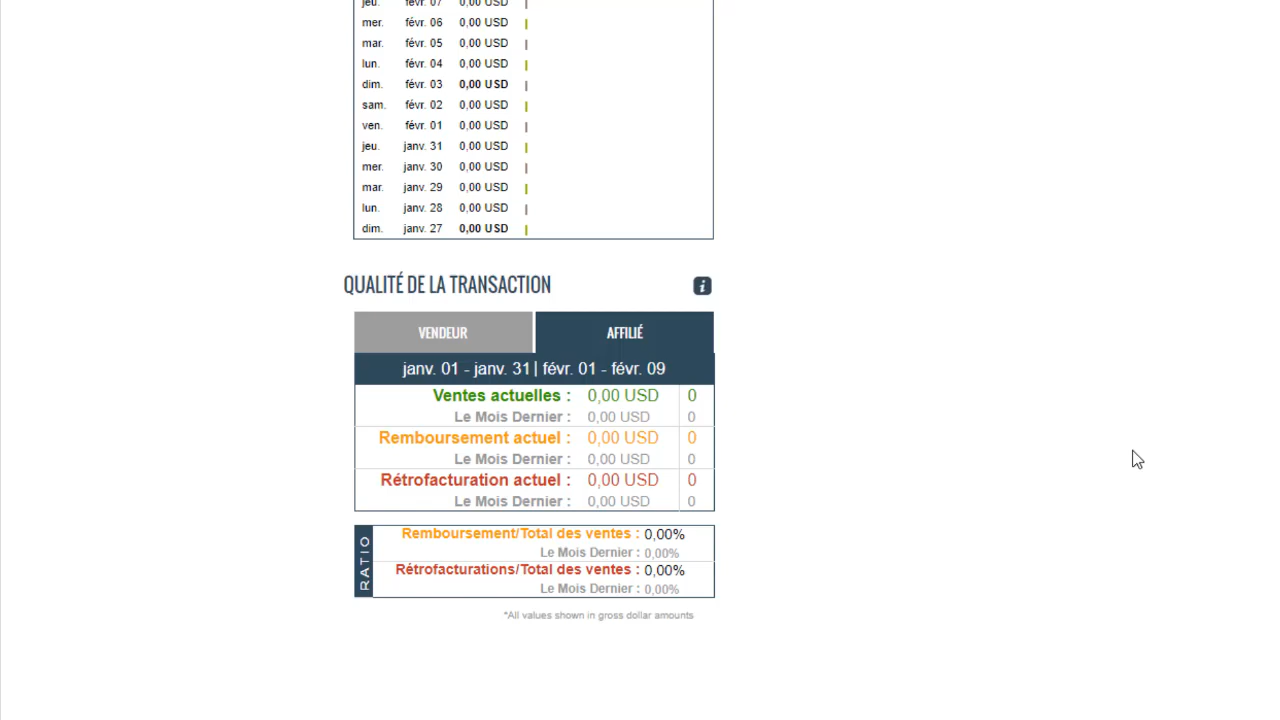 jeu. févr. 07 0,00 USD
mer. févr. 06 0,00 USD
mar. févr. 05 0,00 USD
lun. févr. 04 0,00 USD
dim. févr. 03 0,00 USD
sam. févr. 02 0,00 USD
ven. févr. 01 0,00 USD
jeu. janv. 31 0,00 USD
mer. janv. 30 0,00 USD
mar. janv. 29 0,00 USD
lun. janv. 28 0,00 USD
dim. janv. 27 0,00 USD
QUALITÉ DE LA TRANSACTION i
VENDEUR AFFILIÉ
janv. 01 - janv. 31 | févr. 01 - févr. 09
Ventes actuelles : 0,00 USD 0
Le Mois Dernier : 0,00 USD 0
Remboursement actuel : 0,00 USD 0
Le Mois Dernier : 0,00 USD 0
Rétrofacturation actuel : 0,00 USD 0
Le Mois Dernier : 0,00 USD 0
RATIO
Remboursement/Total des ventes : 0,00%
Le Mois Dernier : 0,00%
Rétrofacturations/Total des ventes : 0,00%
Le Mois Dernier : 0,00%
*All values shown in gross dollar amounts